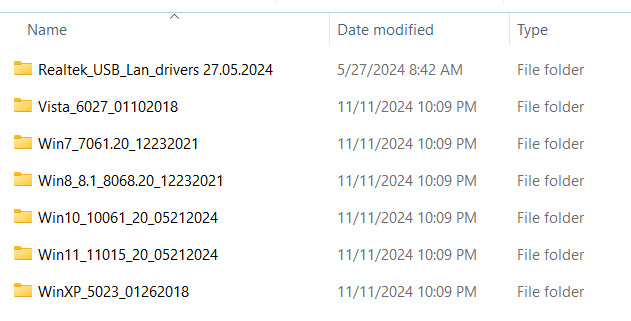 Name Date modified Type
Realtek_USB_Lan_drivers 27.05.2024 5/27/2024 8:42 AM File folder
Vista_6027_01102018 11/11/2024 10:09 PM File folder
Win7_7061.20_12232021 11/11/2024 10:09 PM File folder
Win8_8.1_8068.20_12232021 11/11/2024 10:09 PM File folder
Win10_10061_20_05212024 11/11/2024 10:09 PM File folder
Win11_11015_20_05212024 11/11/2024 10:09 PM File folder
WinXP_5023_01262018 11/11/2024 10:09 PM File folder